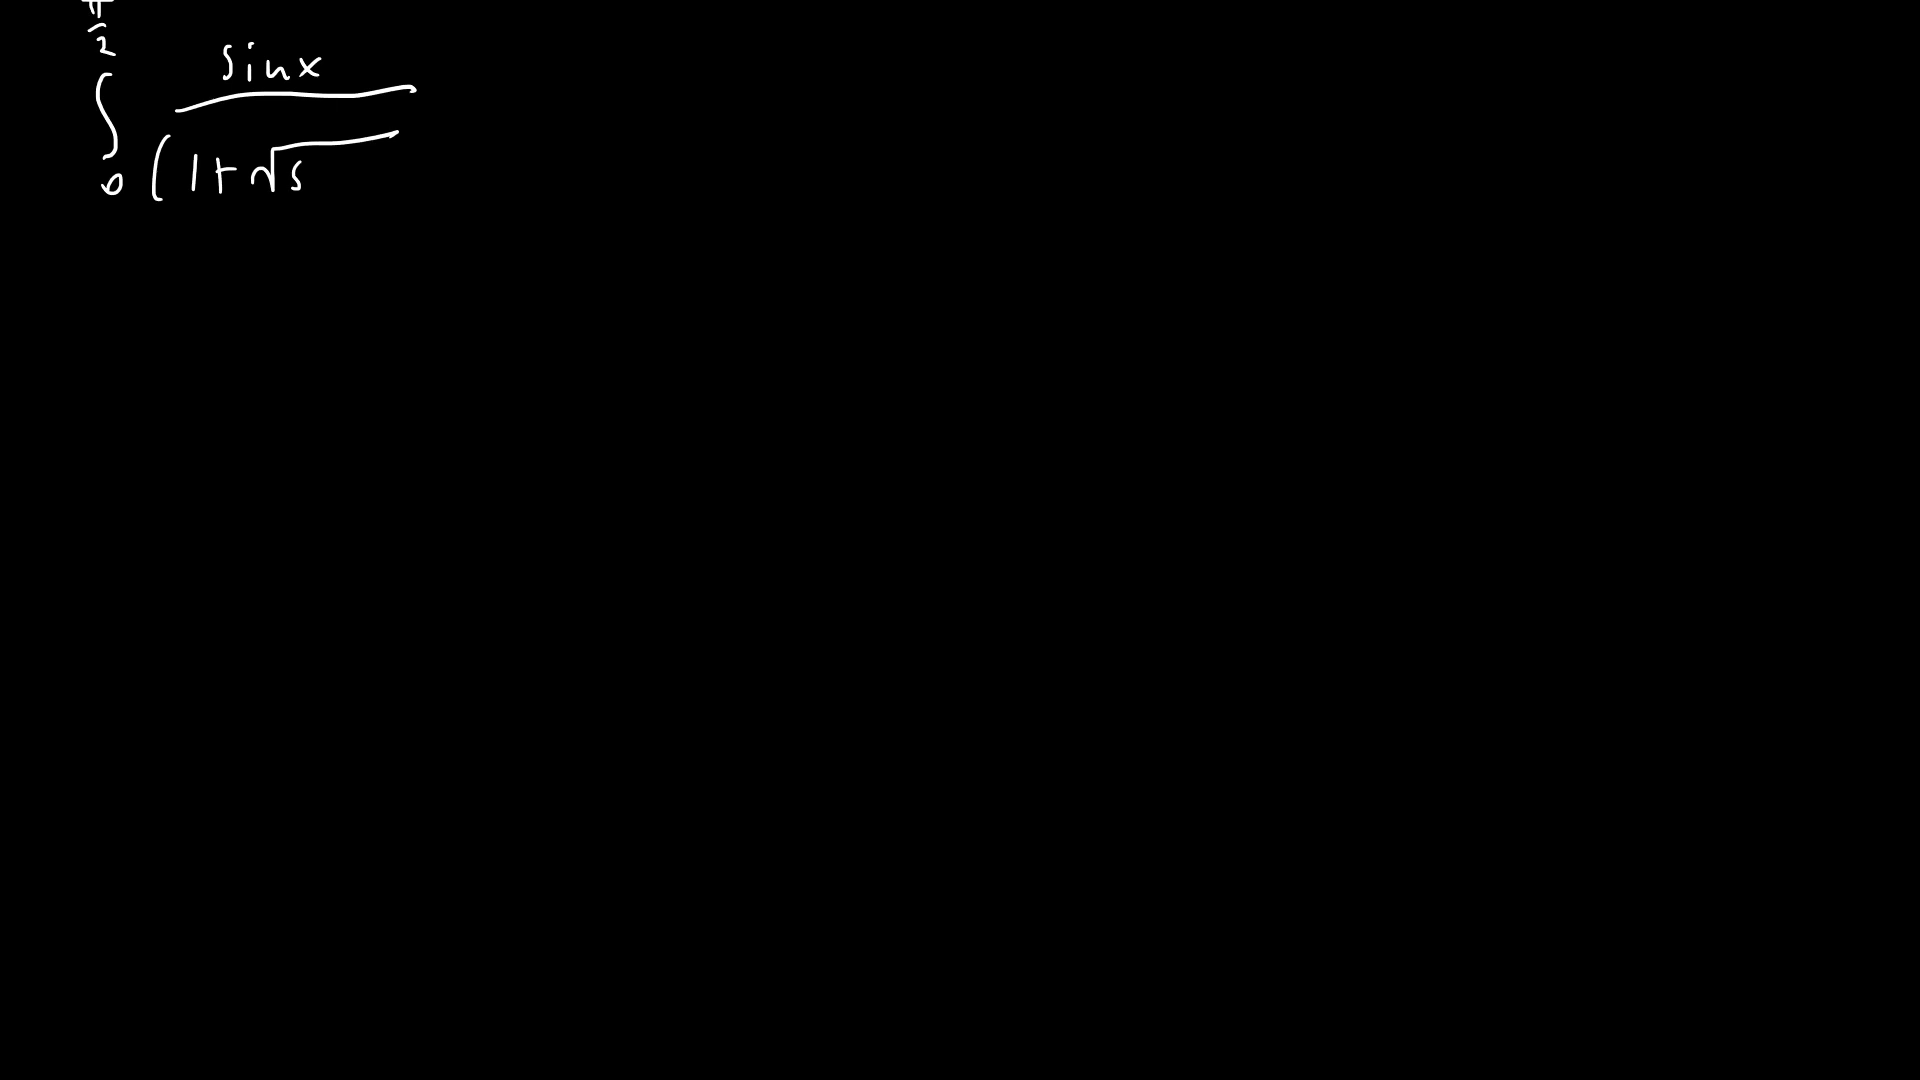 π/2
∫ sinx
0 (1+√s